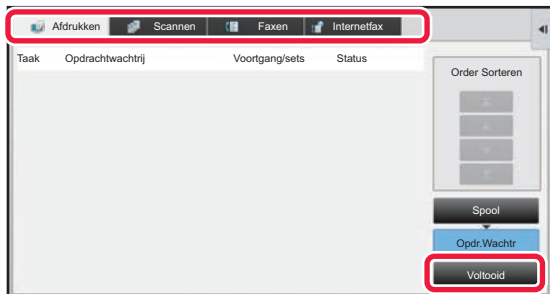 Afdrukken Scannen Faxen Internetfax
Taak Opdrachtwachtrij Voortgang/sets Status
Order Sorteren
Spool
Opdr.Wachtr
Voltooid